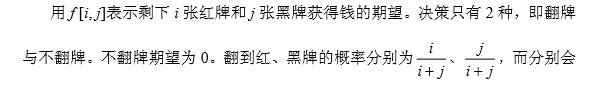 用 f [i, j]表示剩下 i 张红牌和 j 张黑牌获得钱的期望。决策只有 2 种，即翻牌
与不翻牌。不翻牌期望为 0。翻到红、黑牌的概率分别为 i/(i+j)、j/(i+j)，而分别会